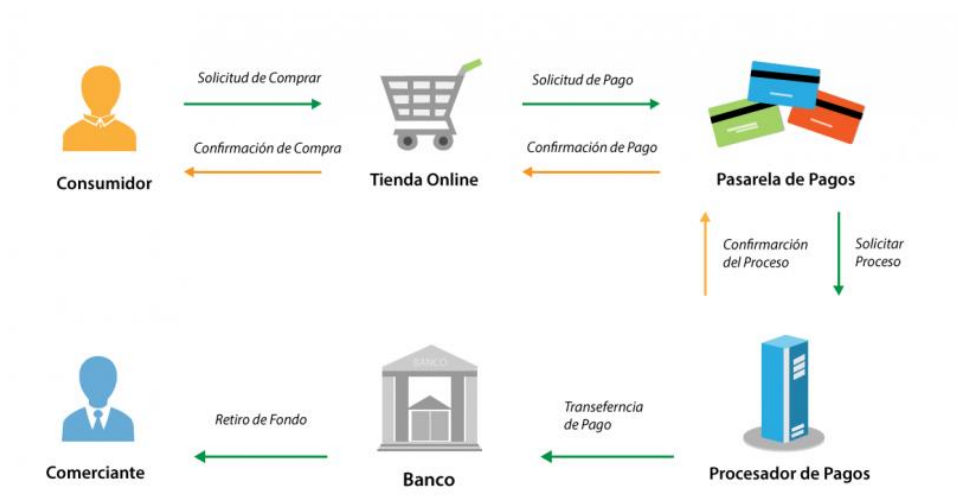 Solicitud de Comprar
Solicitud de Pago
Confirmación de Compra
Confirmación de Pago
Consumidor
Tienda Online
Pasarela de Pagos
Confirmarción
del Proceso
Solicitar
Proceso
BANCO
Retiro de Fondo
Transeferncia
de Pago
Comerciante
Banco
Procesador de Pagos